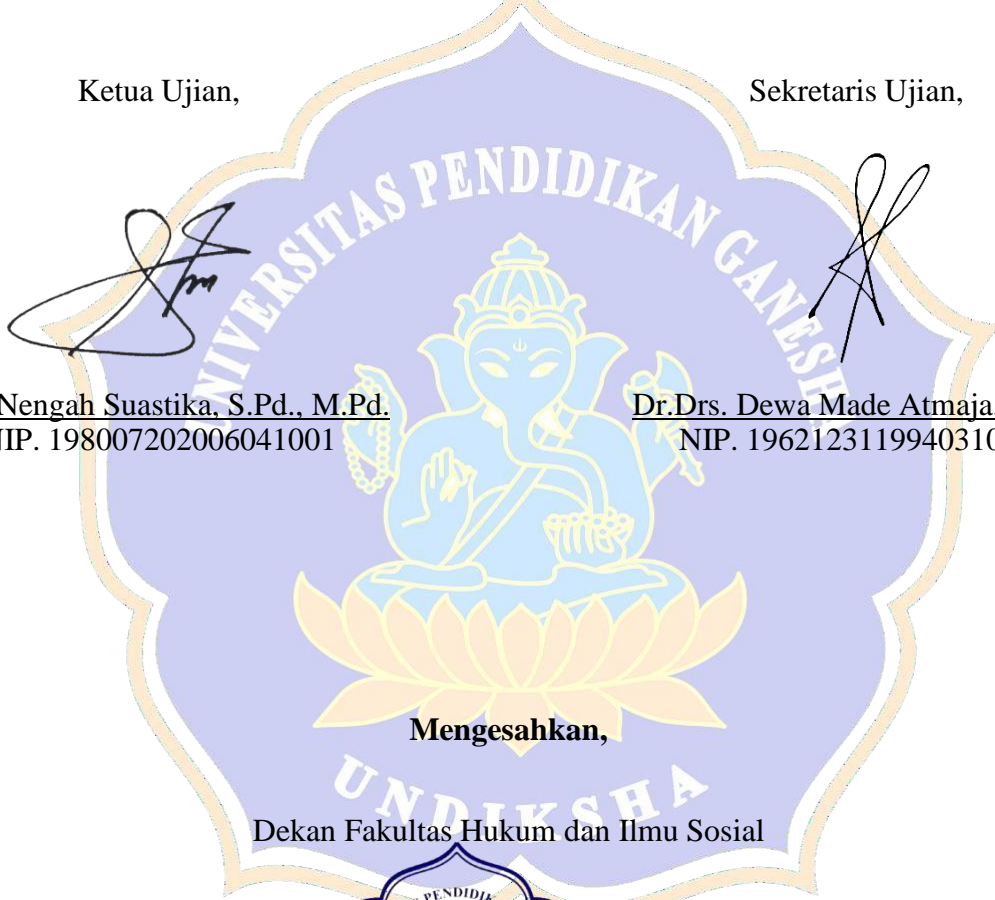 Ketua Ujian,
Sekretaris Ujian,
UNIVERSITAS PENDIDIKAN GANESHA
Nengah Suastika, S.Pd., M.Pd.
NIP. 198007202006041001
Dr.Drs. Dewa Made Atmaja
NIP. 1962123119940310
Mengesahkan,
UNDIKSHA
Dekan Fakultas Hukum dan Ilmu Sosial